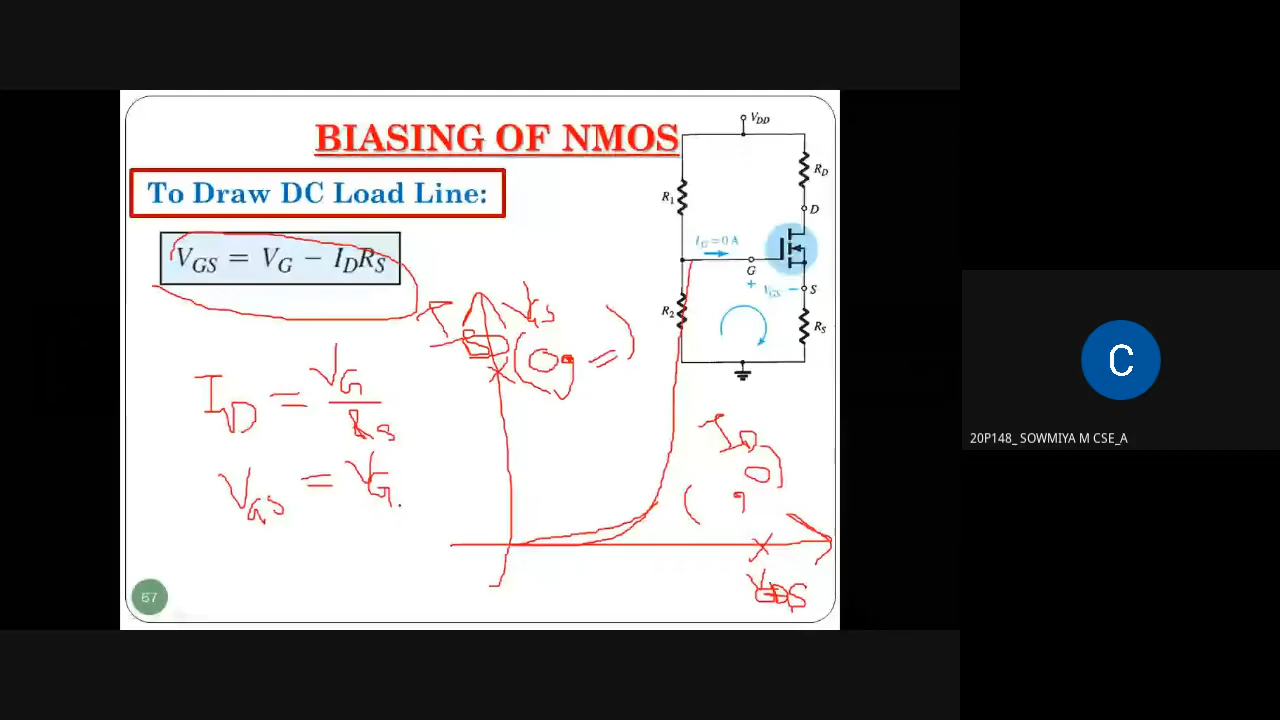 BIASING OF NMOS
To Draw DC Load Line:
VGS = VG − IDRS
ID = VG / RS
VGS = VG.
VDD
RD
R1
D
IG = 0 A
G
+ VGS −
S
R2
RS
ID
67
C
20P148_ SOWMIYA M CSE_A